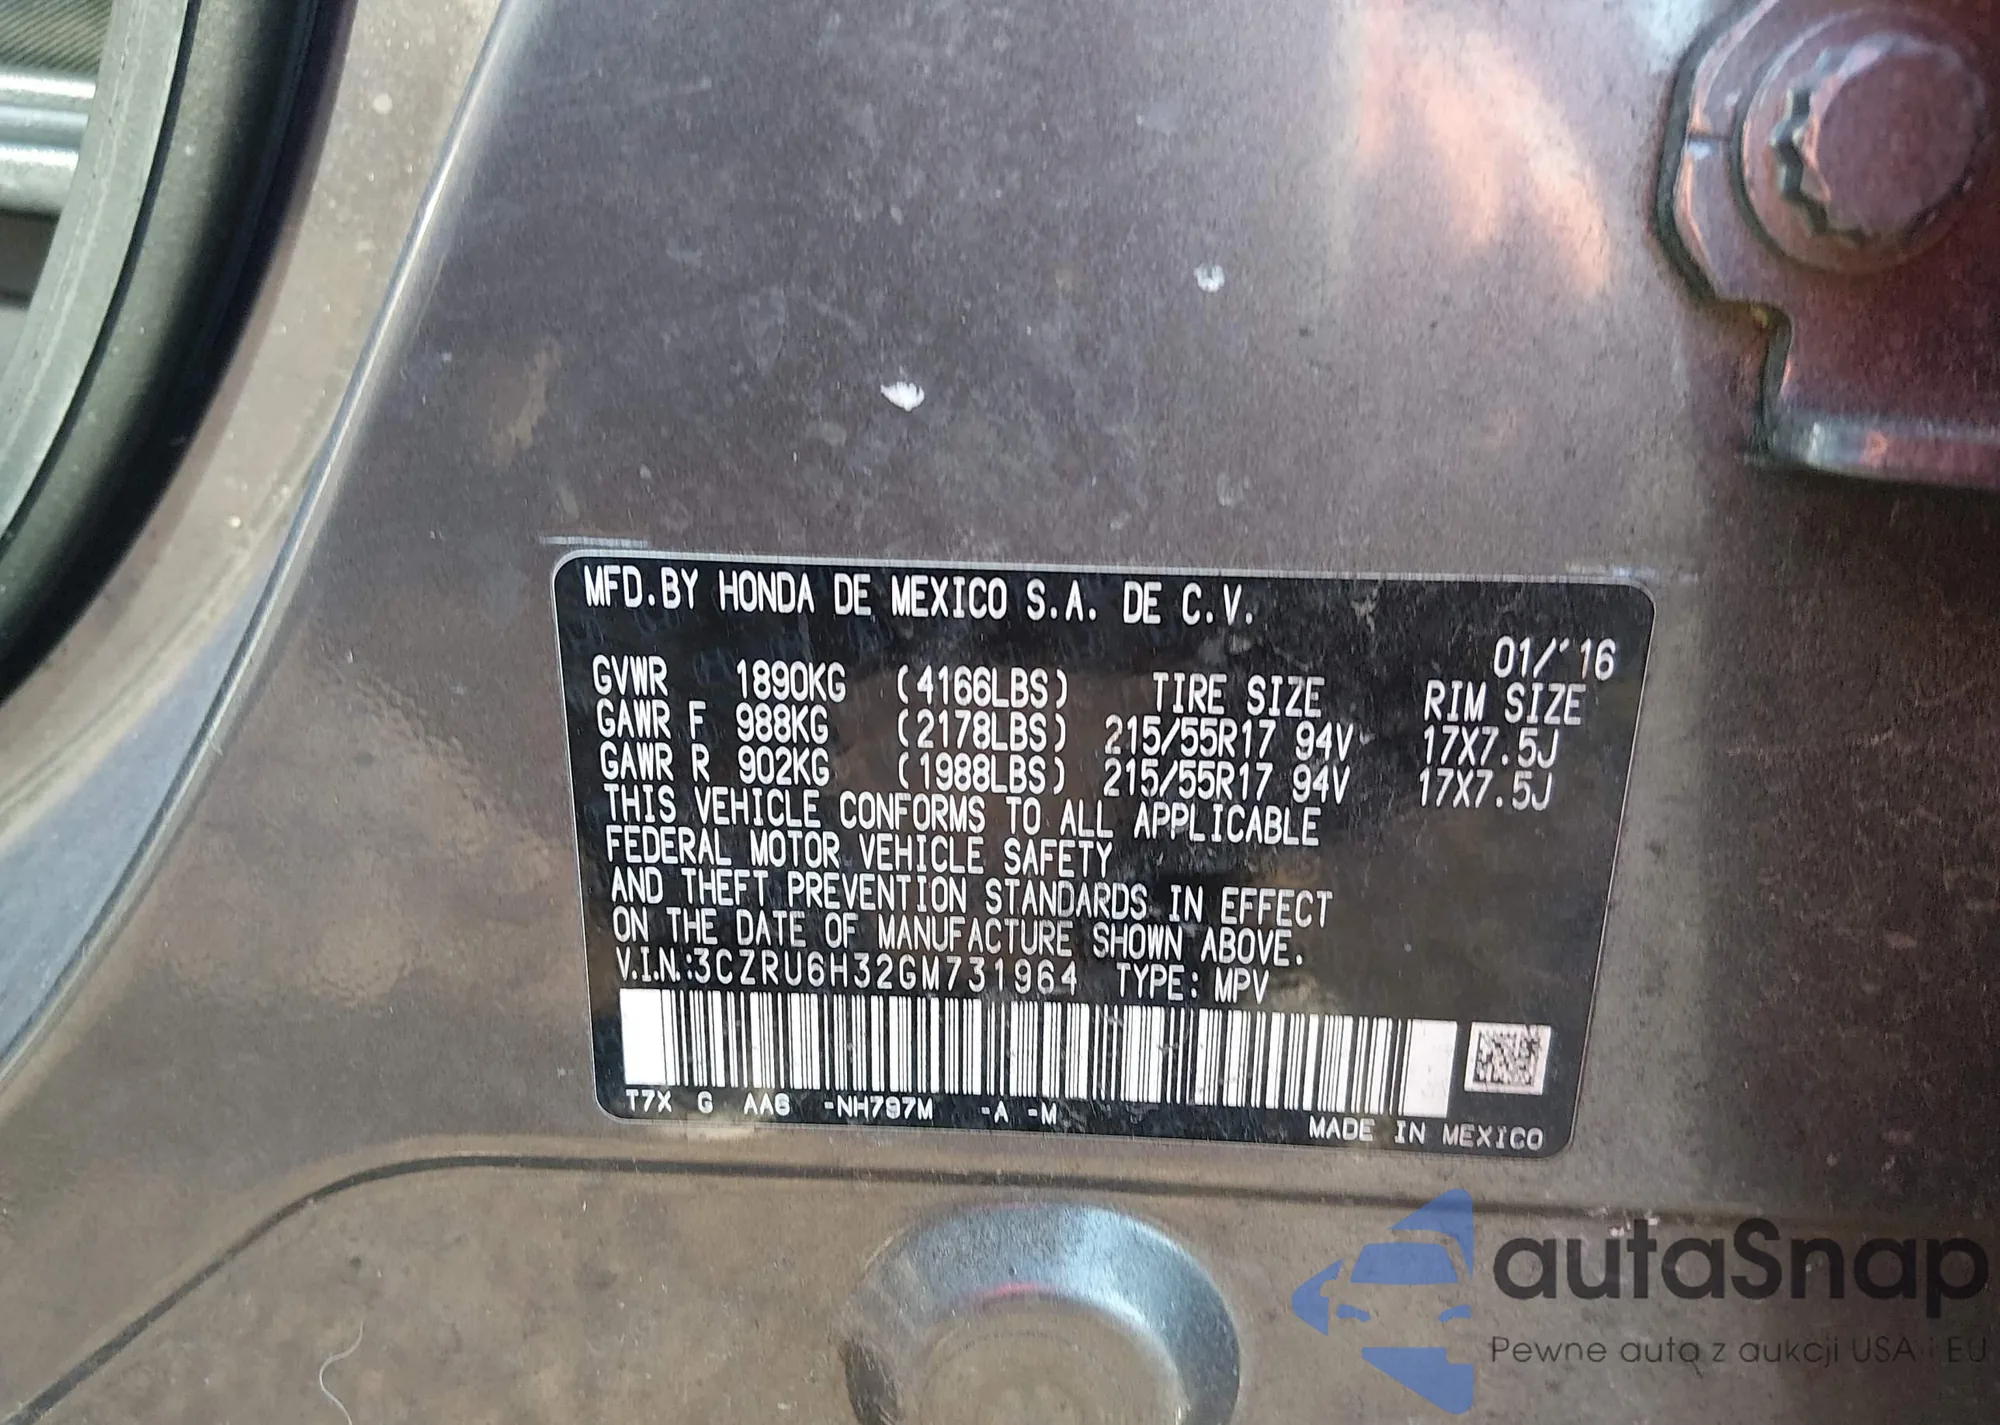 MFD.BY HONDA DE MEXICO S.A. DE C.V.
01/'16
GVWR 1890KG (4166LBS) TIRE SIZE RIM SIZE
GAWR F 988KG (2178LBS) 215/55R17 94V 17X7.5J
GAWR R 902KG (1988LBS) 215/55R17 94V 17X7.5J
THIS VEHICLE CONFORMS TO ALL APPLICABLE
FEDERAL MOTOR VEHICLE SAFETY
AND THEFT PREVENTION STANDARDS IN EFFECT
ON THE DATE OF MANUFACTURE SHOWN ABOVE.
V.I.N.:3CZRU6H32GM731964 TYPE: MPV
T7X G AA6 -NH797M -A -M
MADE IN MEXICO
autaSnap
Pewne auta z aukcji USA i EU